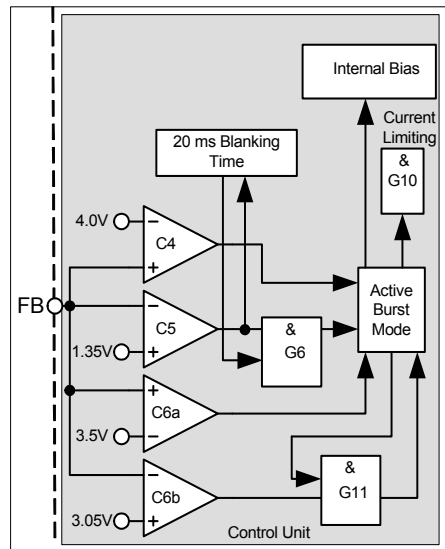 Internal Bias
Current
Limiting
20 ms Blanking
Time
&
G10
4.0V
−
C4
+
FB
−
C5
1.35V
+
&
G6
Active
Burst
Mode
+
C6a
3.5V
−
−
C6b
3.05V
+
&
G11
Control Unit